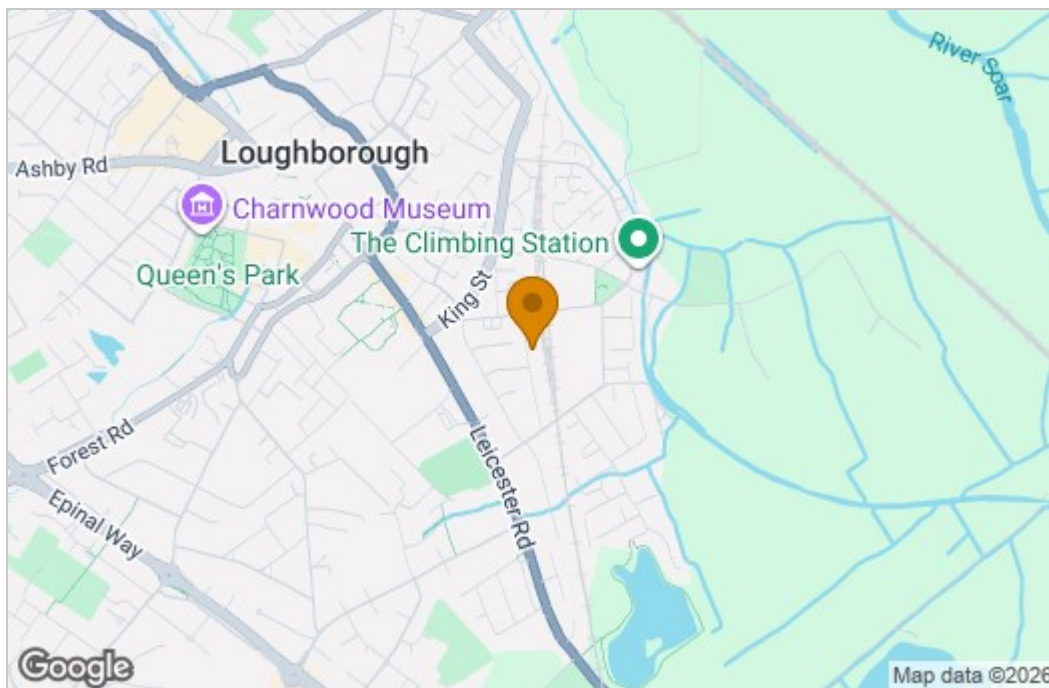 River Soar
Loughborough
Ashby Rd
Charnwood Museum
The Climbing Station
Queen's Park
King St
Forest Rd
Leicester Rd
Epinal Way
Google
Map data ©2026